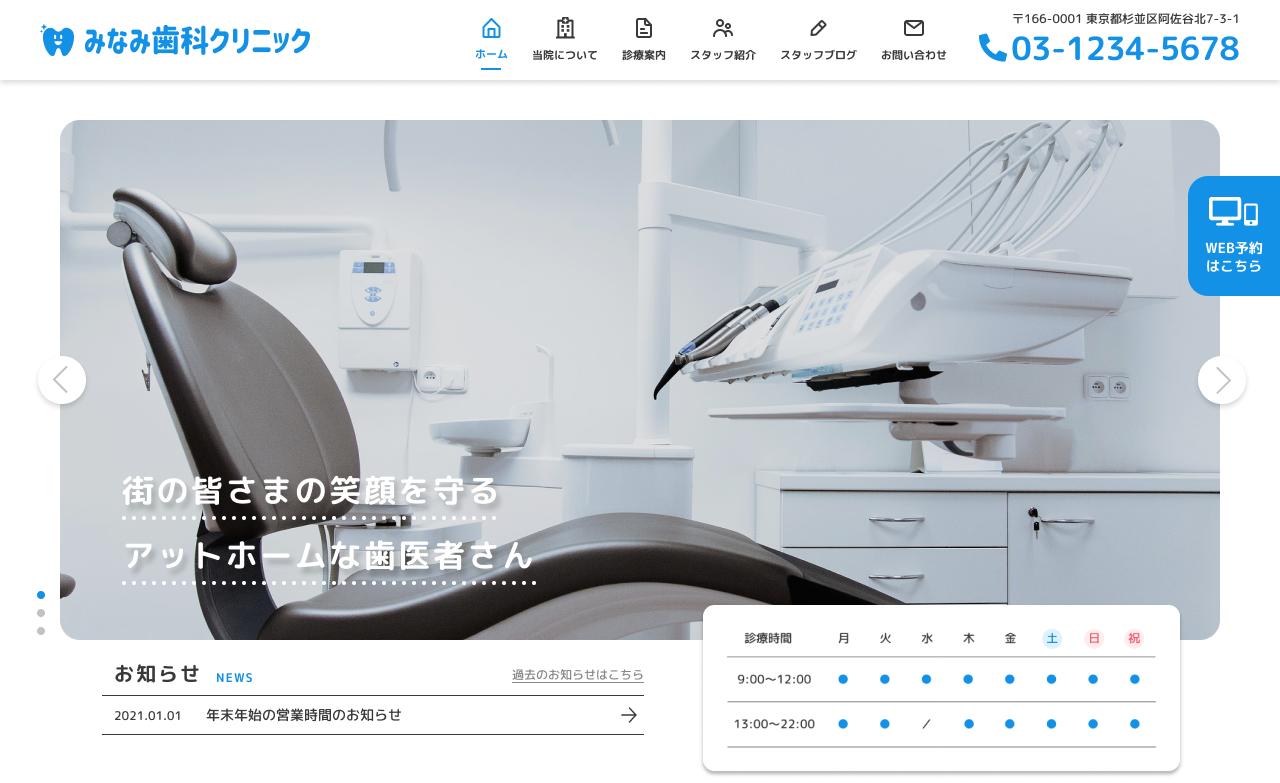 みなみ歯科クリニック
ホーム
当院について
診療案内
スタッフ紹介
スタッフブログ
お問い合わせ
〒166-0001 東京都杉並区阿佐谷北7-3-1
03-1234-5678
WEB予約
はこちら
街の皆さまの笑顔を守る
アットホームな歯医者さん
お知らせ NEWS 過去のお知らせはこちら
2021.01.01 年末年始の営業時間のお知らせ
診療時間 月 火 水 木 金 土 日 祝
9:00〜12:00 ● ● ● ● ● ● ● ●
13:00〜22:00 ● ● / ● ● ● ● ●